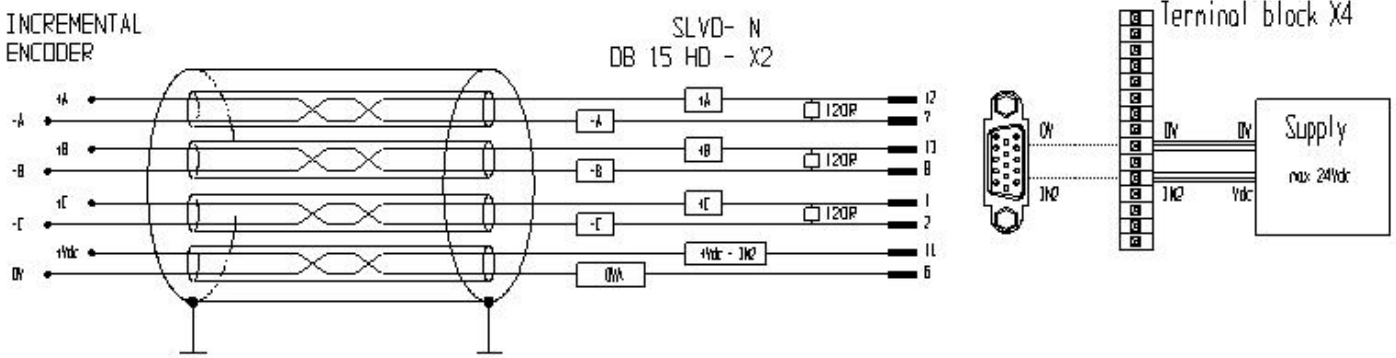 INCREMENTAL
ENCODER
SLVD- N
DB 15 HD - X2
Terminal block X4
+A
-A
+B
-B
+C
-C
+Vdc
0V
+A
-A
+B
-B
+C
-C
+Vdc - IN2
0VA
120R
120R
120R
12
7
13
8
1
2
11
6
0V
IN2
0V
IN2
0V
Vdc
Supply
max 24Vdc